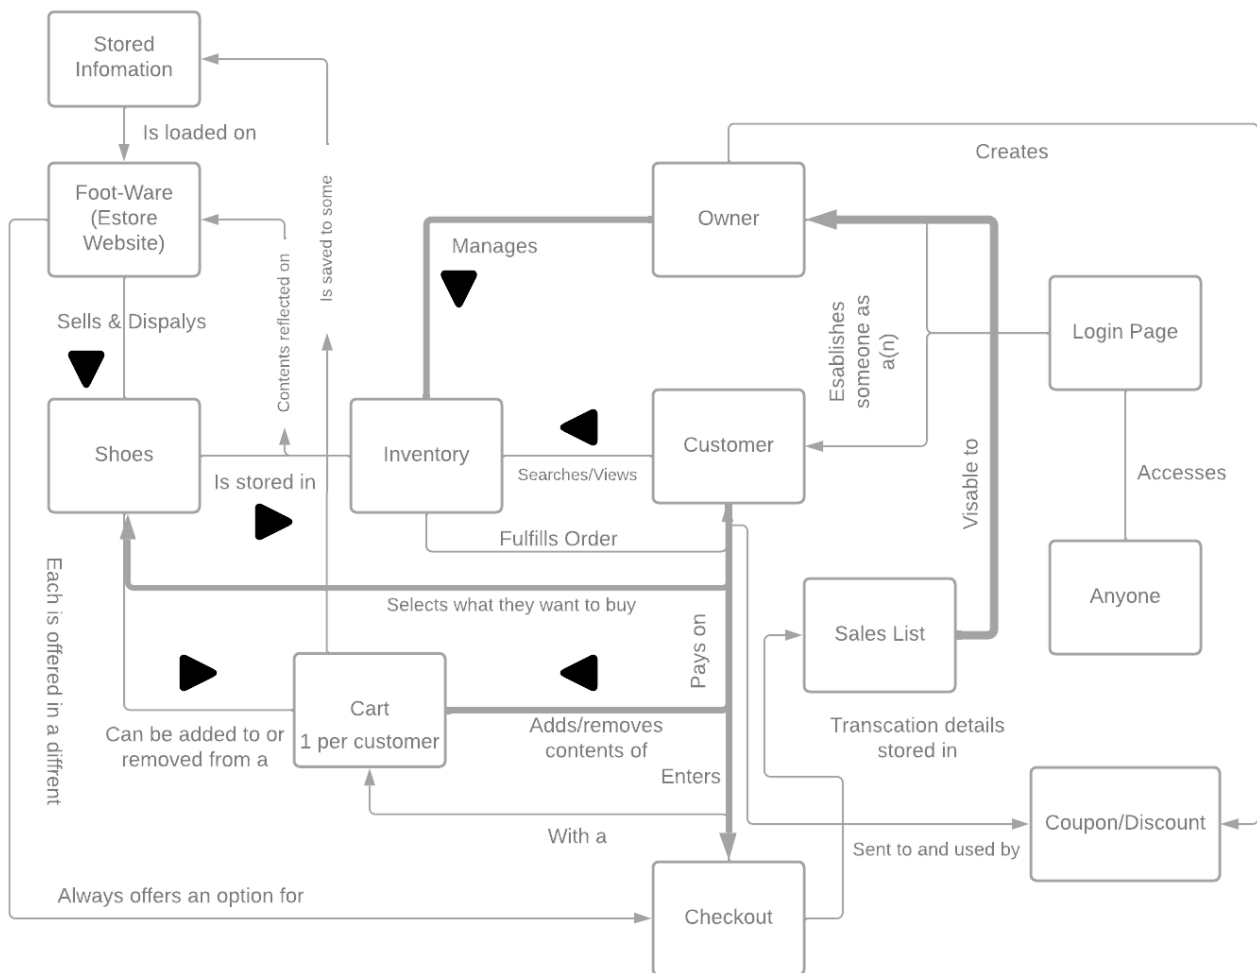 Stored
Infomation
Is loaded on
Creates
Foot-Ware
(Estore
Website)
Owner
Is saved to some
Manages
Contents reflected on
Sells & Dispalys
Esablishes
someone as
a(n)
Login Page
Shoes
Inventory
Customer
Is stored in
Searches/Views
Visable to
Accesses
Fulfills Order
Each is offered in a diffrent
Selects what they want to buy
Anyone
Sales List
Pays on
Cart
1 per customer
Can be added to or
removed from a
Adds/removes
contents of
Transcation details
stored in
Enters
With a
Coupon/Discount
Sent to and used by
Always offers an option for
Checkout